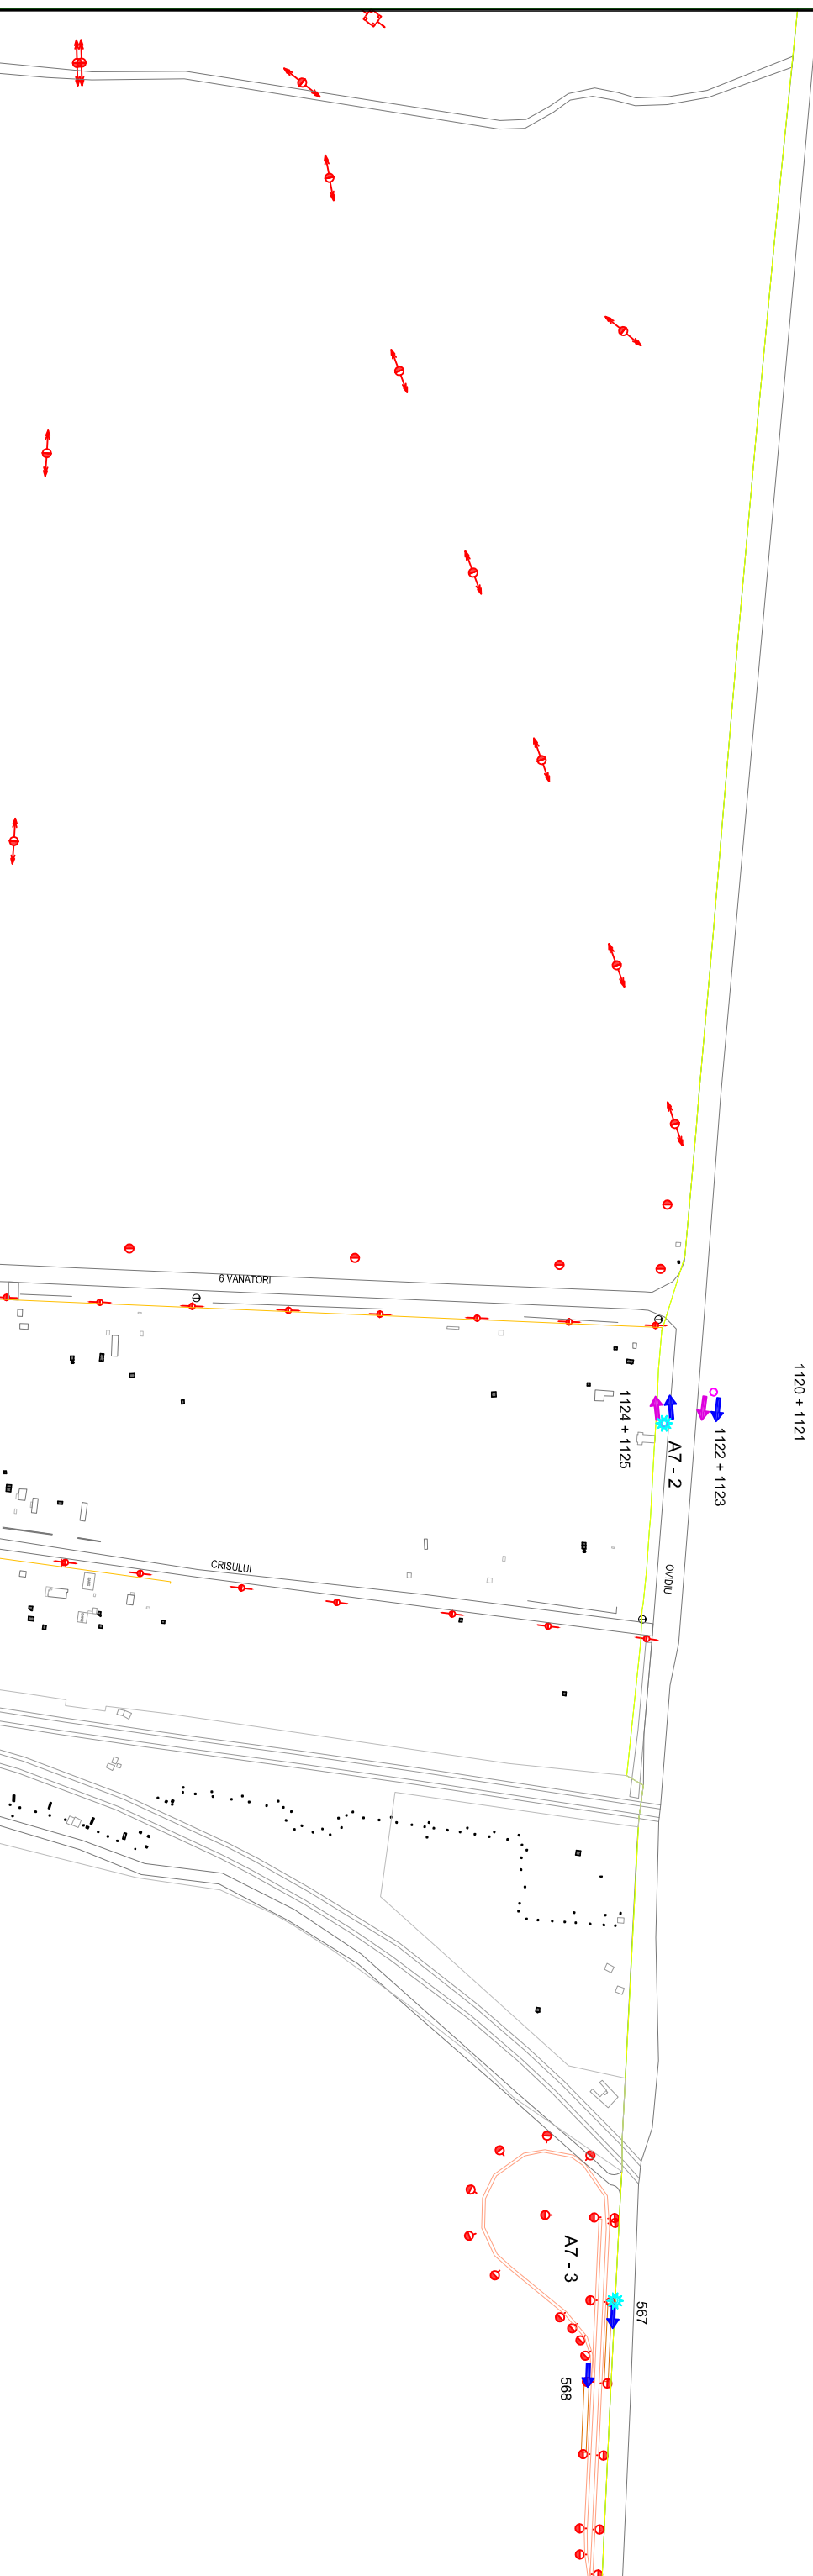 6 VANATORI
1120 + 1121
1122 + 1123
1124 + 1125
A7 - 2
OVIDIU
CRISULUI
A7 - 3
567
568